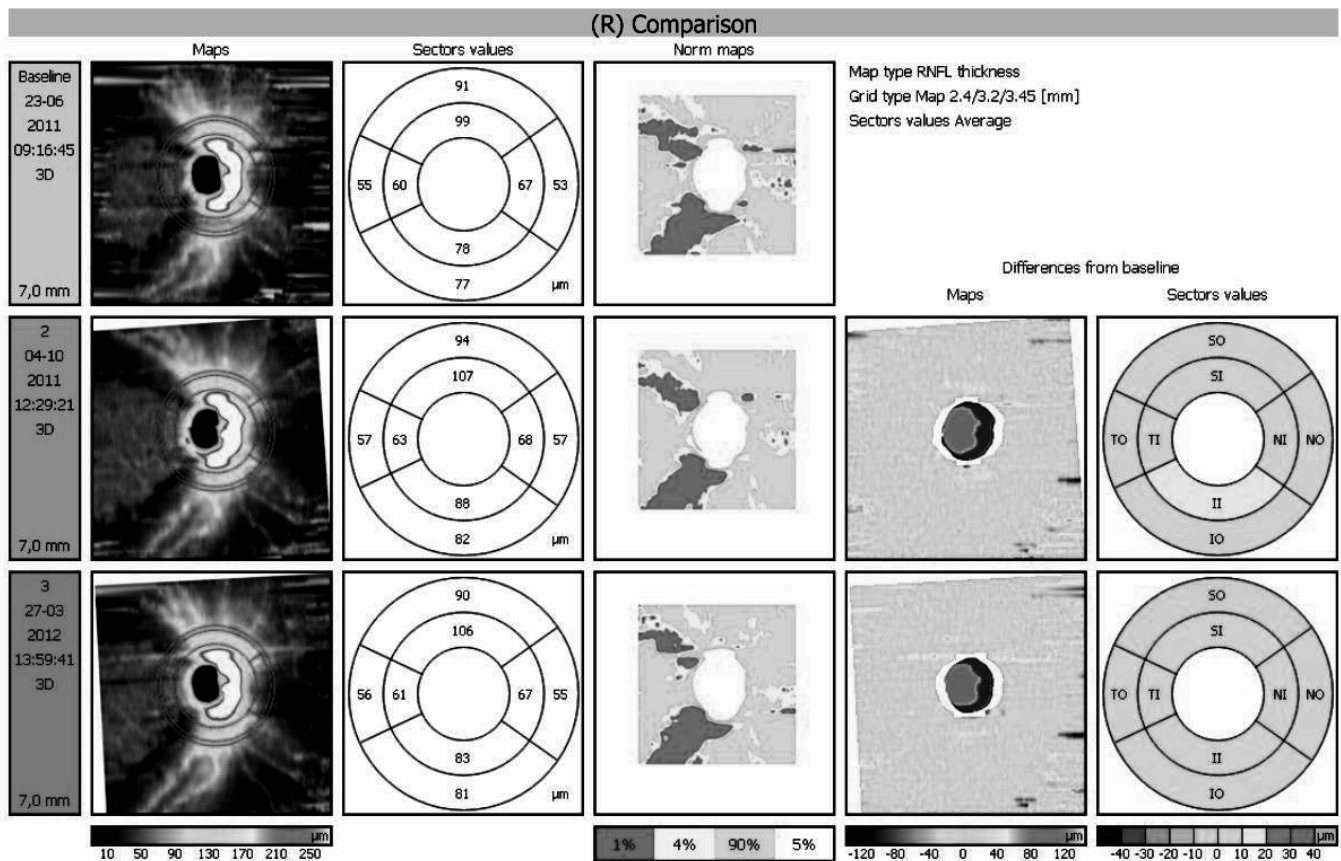 (R) Comparison
Maps
Sectors values
Norm maps
Baseline
23-06
2011
09:16:45
3D
7,0 mm
91
99
55
60
67
53
78
77
µm
Map type RNFL thickness
Grid type Map 2.4/3.2/3.45 [mm]
Sectors values Average
Differences from baseline
Maps
Sectors values
2
04-10
2011
12:29:21
3D
7,0 mm
94
107
57
63
68
57
88
82
µm
SO
SI
TO
TI
NI
NO
II
IO
3
27-03
2012
13:59:41
3D
7,0 mm
90
106
56
61
67
55
83
81
µm
SO
SI
TO
TI
NI
NO
II
IO
µm
10 50 90 130 170 210 250
1% 4% 90% 5%
µm
-120 -80 -40 0 40 80 120
µm
-40 -30 -20 -10 0 10 20 30 40